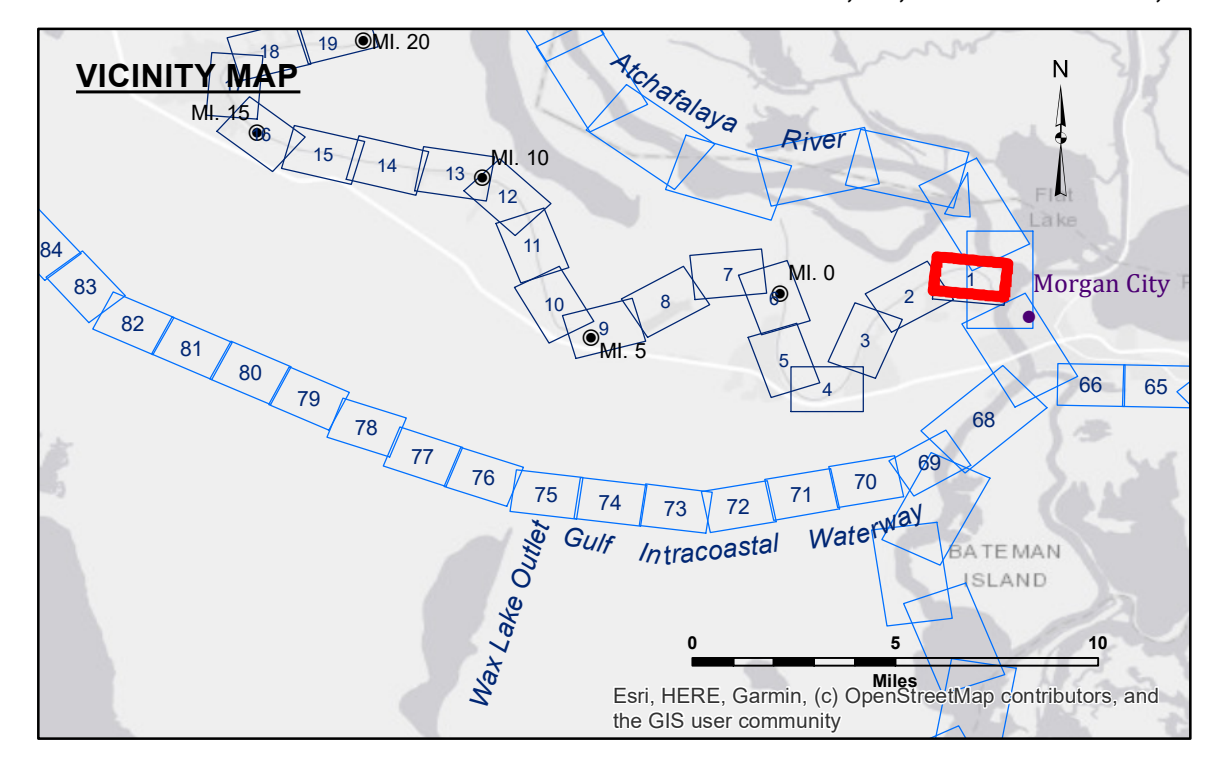 18
19
MI. 20
VICINITY MAP
N
Atchafalaya
River
MI. 15
16
15
14
13
MI. 10
12
Flat
Lake
11
84
83
10
9
MI. 5
8
7
MI. 0
6
5
4
3
2
1
Morgan City
82
81
80
79
78
77
76
75
74
73
72
71
70
69
68
66
65
Wax Lake Outlet
Gulf Intracoastal Waterway
BATEMAN
ISLAND
0 5 10
Miles
Esri, HERE, Garmin, (c) OpenStreetMap contributors, and
the GIS user community